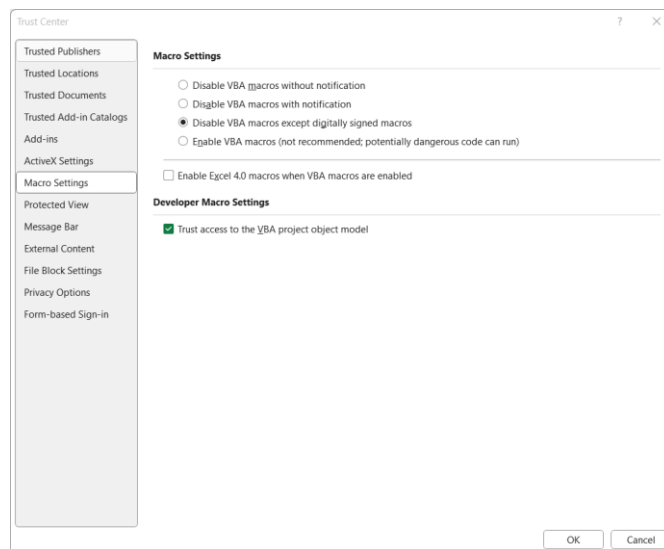 Trust Center
?
Trusted Publishers
Trusted Locations
Trusted Documents
Trusted Add-in Catalogs
Add-ins
ActiveX Settings
Macro Settings
Protected View
Message Bar
External Content
File Block Settings
Privacy Options
Form-based Sign-in
Macro Settings
Disable VBA macros without notification
Disable VBA macros with notification
Disable VBA macros except digitally signed macros
Enable VBA macros (not recommended; potentially dangerous code can run)
Enable Excel 4.0 macros when VBA macros are enabled
Developer Macro Settings
Trust access to the VBA project object model
OK
Cancel